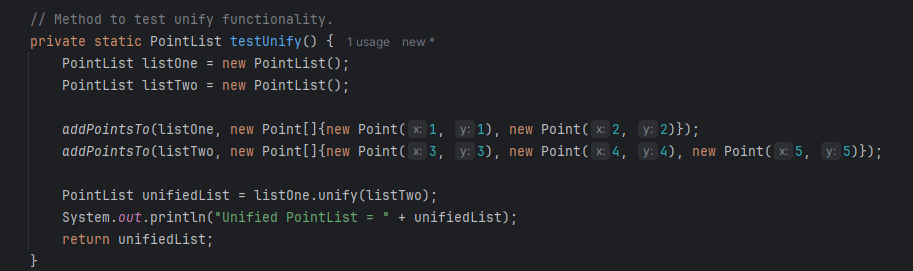 // Method to test unify functionality.
private static PointList testUnify() { 1 usage new *
    PointList listOne = new PointList();
    PointList listTwo = new PointList();

    addPointsTo(listOne, new Point[]{new Point( x: 1, y: 1), new Point( x: 2, y: 2)});
    addPointsTo(listTwo, new Point[]{new Point( x: 3, y: 3), new Point( x: 4, y: 4), new Point( x: 5, y: 5)});

    PointList unifiedList = listOne.unify(listTwo);
    System.out.println("Unified PointList = " + unifiedList);
    return unifiedList;
}